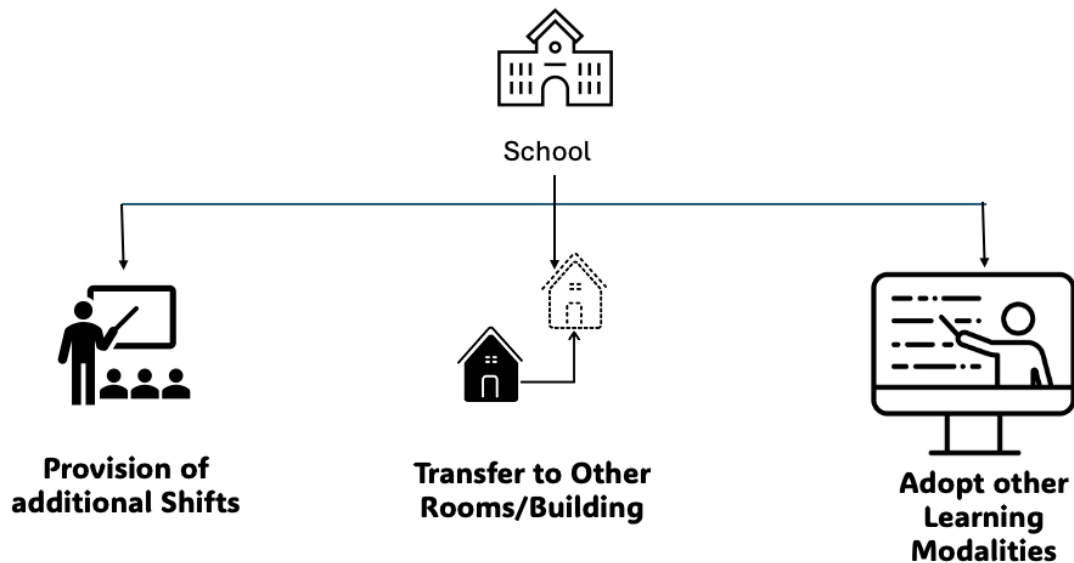 School
Provision of
additional Shifts
Transfer to Other
Rooms/Building
Adopt other
Learning
Modalities